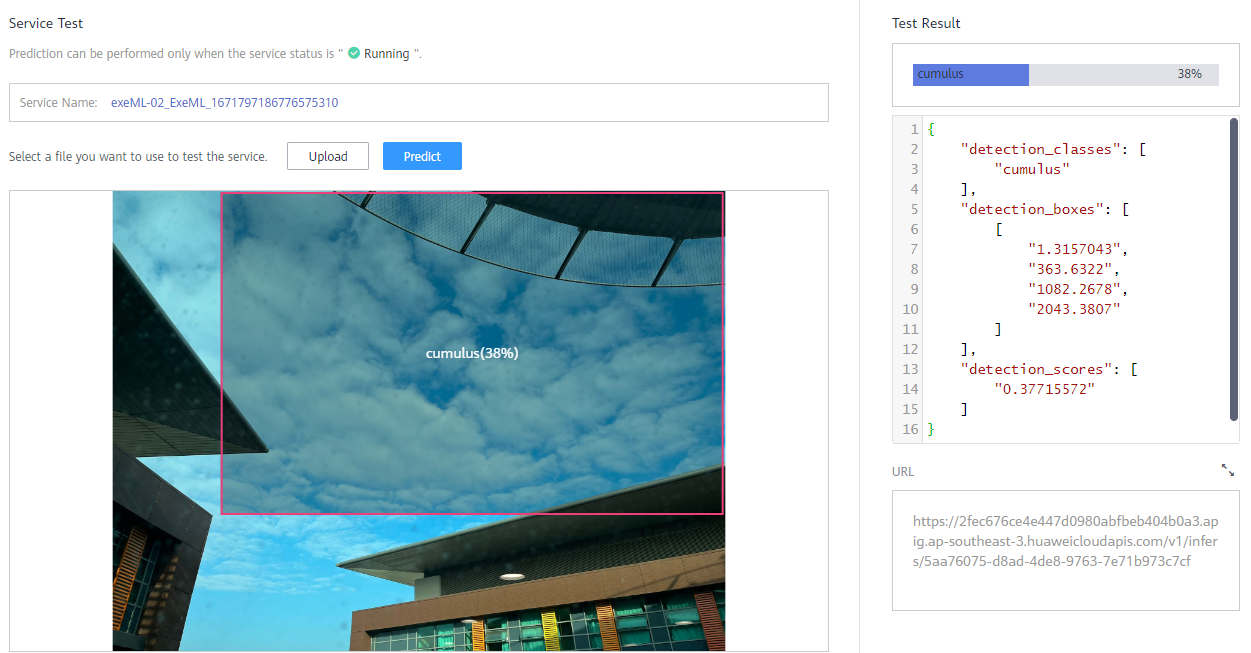 Service Test
Prediction can be performed only when the service status is " Running ".
Service Name: exeML-02_ExeML_1671797186776575310
Select a file you want to use to test the service. Upload Predict
cumulus(38%)
Test Result
cumulus 38%
1 {
2 "detection_classes": [
3 "cumulus"
4 ],
5 "detection_boxes": [
6 [
7 "1.3157043",
8 "363.6322",
9 "1082.2678",
10 "2043.3807"
11 ]
12 ],
13 "detection_scores": [
14 "0.37715572"
15 ]
16 }
URL
https://2fec676ce4e447d0980abfbeb404b0a3.ap
ig.ap-southeast-3.huaweicloudapis.com/v1/infer
s/5aa76075-d8ad-4de8-9763-7e71b973c7cf